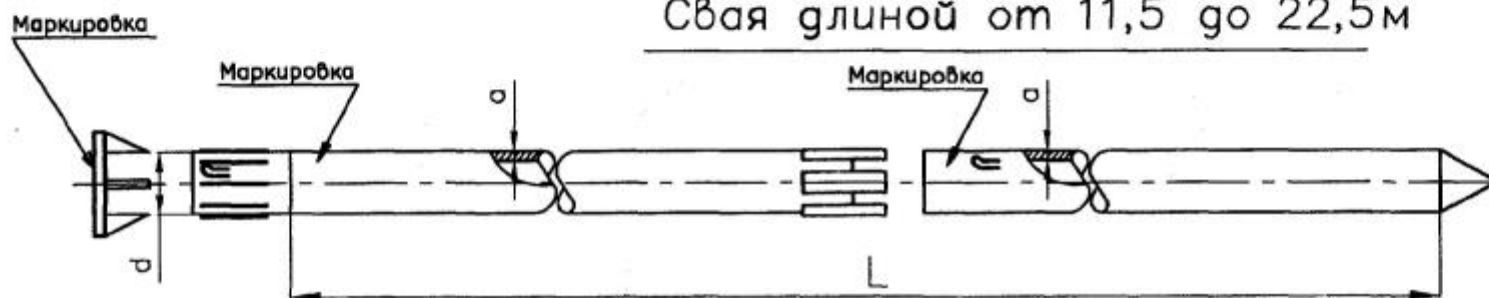 Свая длиной от 11,5 до 22,5м
Маркировка
Маркировка
Маркировка
a
a
d
L